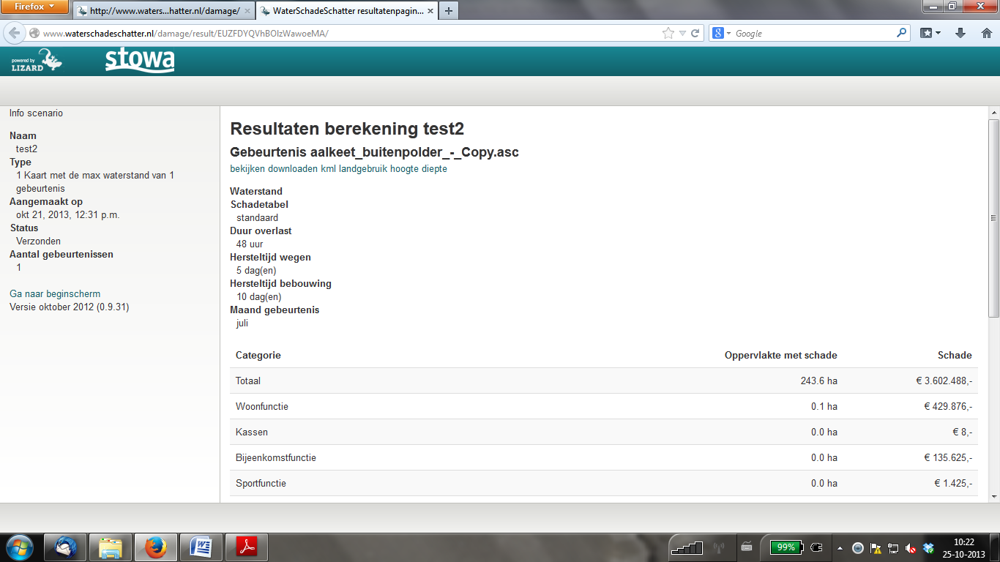 Firefox
http://www.waters...hatter.nl/damage/
WaterSchadeSchatter resultatenpagin...
www.waterschadeschatter.nl/damage/result/EUZFDYQVhBOIzWawoeMA/
Google
powered by
LIZARD
stowa
Info scenario
Naam
test2
Type
1 Kaart met de max waterstand van 1
gebeurtenis
Aangemaakt op
okt 21, 2013, 12:31 p.m.
Status
Verzonden
Aantal gebeurtenissen
1
Ga naar beginscherm
Versie oktober 2012 (0.9.31)
Resultaten berekening test2
Gebeurtenis aalkeet_buitenpolder_-_Copy.asc
bekijken downloaden kml landgebruik hoogte diepte
Waterstand
Schadetabel
standaard
Duur overlast
48 uur
Hersteltijd wegen
5 dag(en)
Hersteltijd bebouwing
10 dag(en)
Maand gebeurtenis
juli
Categorie Oppervlakte met schade Schade
Totaal 243.6 ha € 3.602.488,-
Woonfunctie 0.1 ha € 429.876,-
Kassen 0.0 ha € 8,-
Bijeenkomstfunctie 0.0 ha € 135.625,-
Sportfunctie 0.0 ha € 1.425,-
99%
10:22
25-10-2013